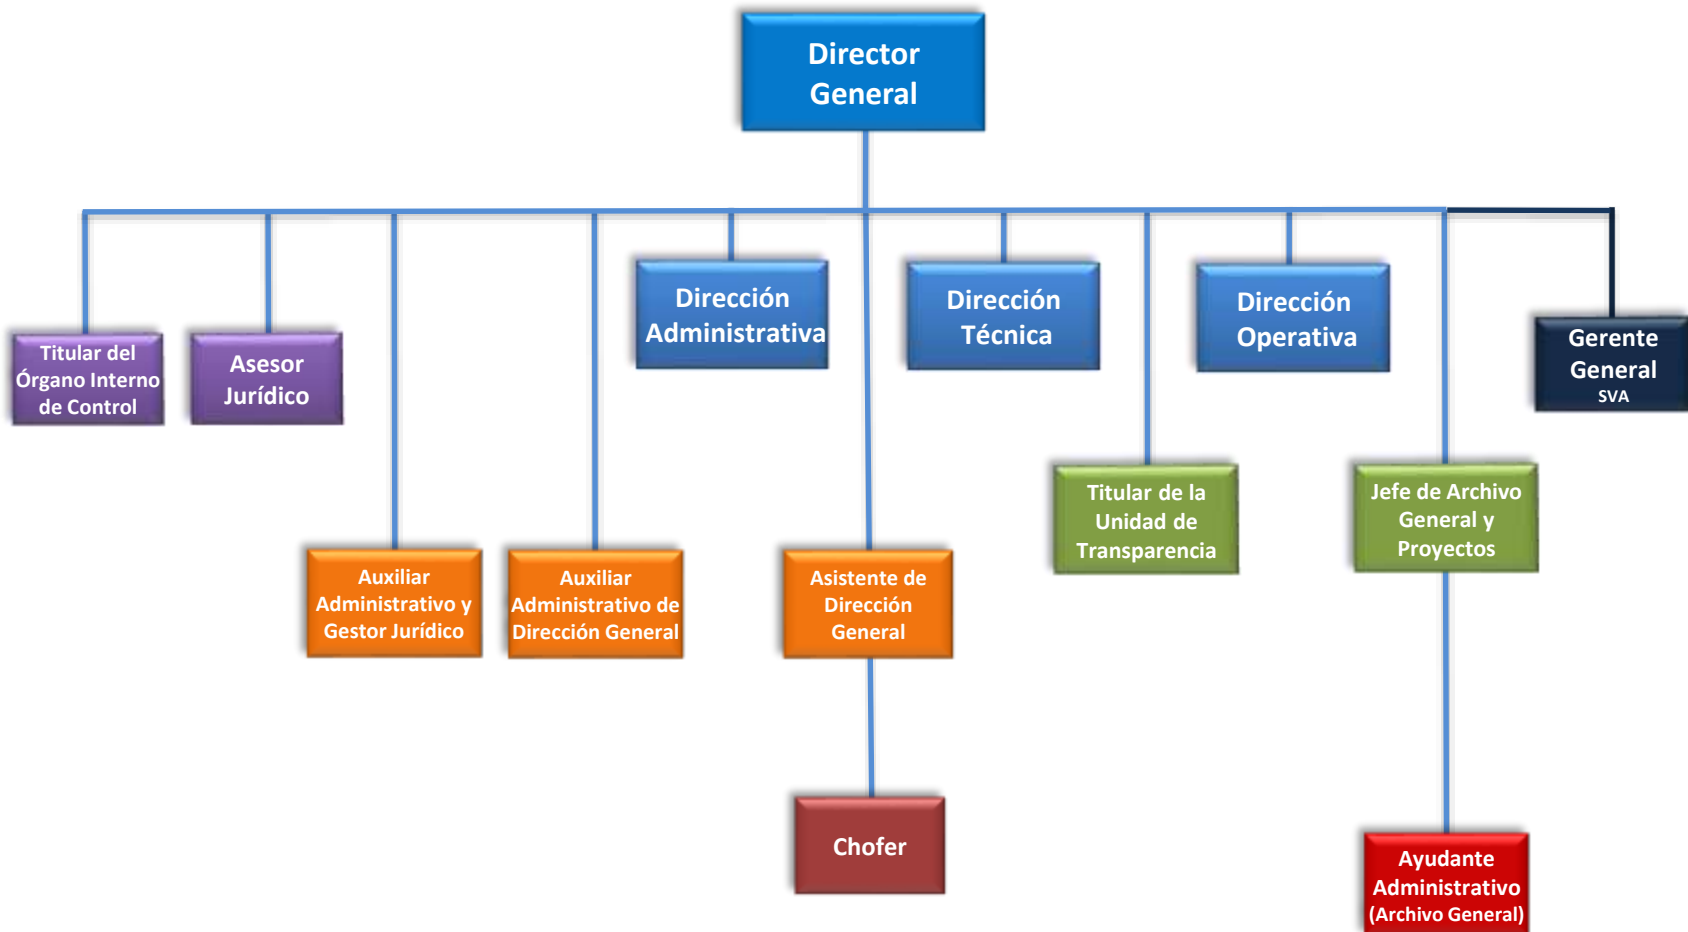 Director
General
Dirección
Administrativa
Dirección
Técnica
Dirección
Operativa
Titular del
Órgano Interno
de Control
Asesor
Jurídico
Gerente
General
SVA
Titular de la
Unidad de
Transparencia
Jefe de Archivo
General y
Proyectos
Auxiliar
Administrativo y
Gestor Jurídico
Auxiliar
Administrativo de
Dirección General
Asistente de
Dirección
General
Chofer
Ayudante
Administrativo
(Archivo General)